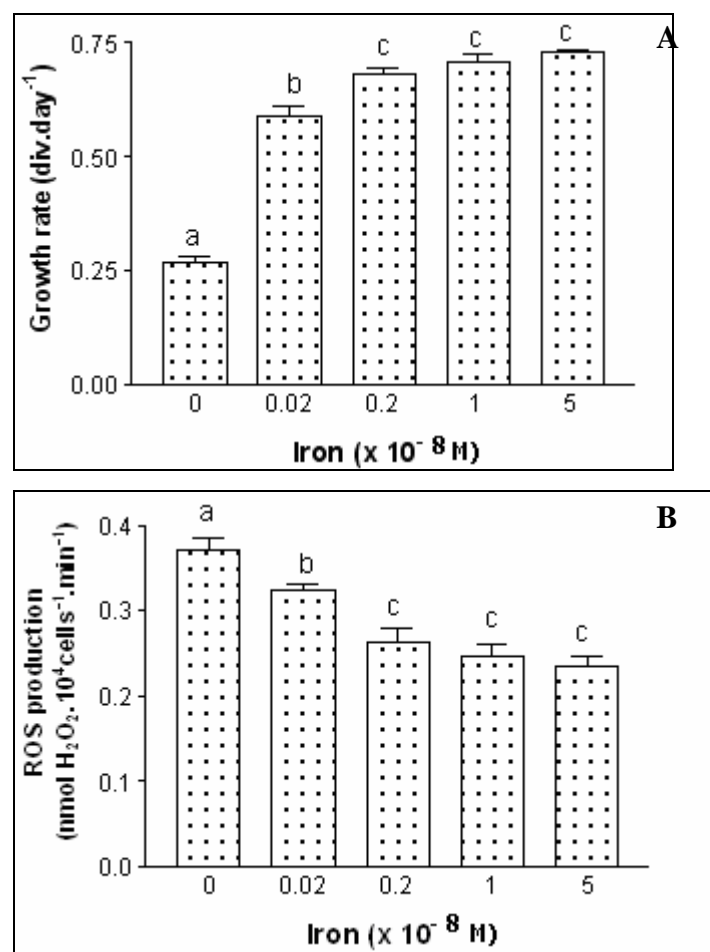 A
Growth rate (div.day⁻¹)
0.75
0.50
0.25
0.00
a
b
c
c
c
0 0.02 0.2 1 5
Iron (x 10⁻ ⁸ M)
B
ROS production
(nmol H₂O₂. 10⁴cells⁻¹.min⁻¹)
0.4
0.3
0.2
0.1
0.0
a
b
c
c
c
0 0.02 0.2 1 5
Iron (x 10⁻ ⁸ M)